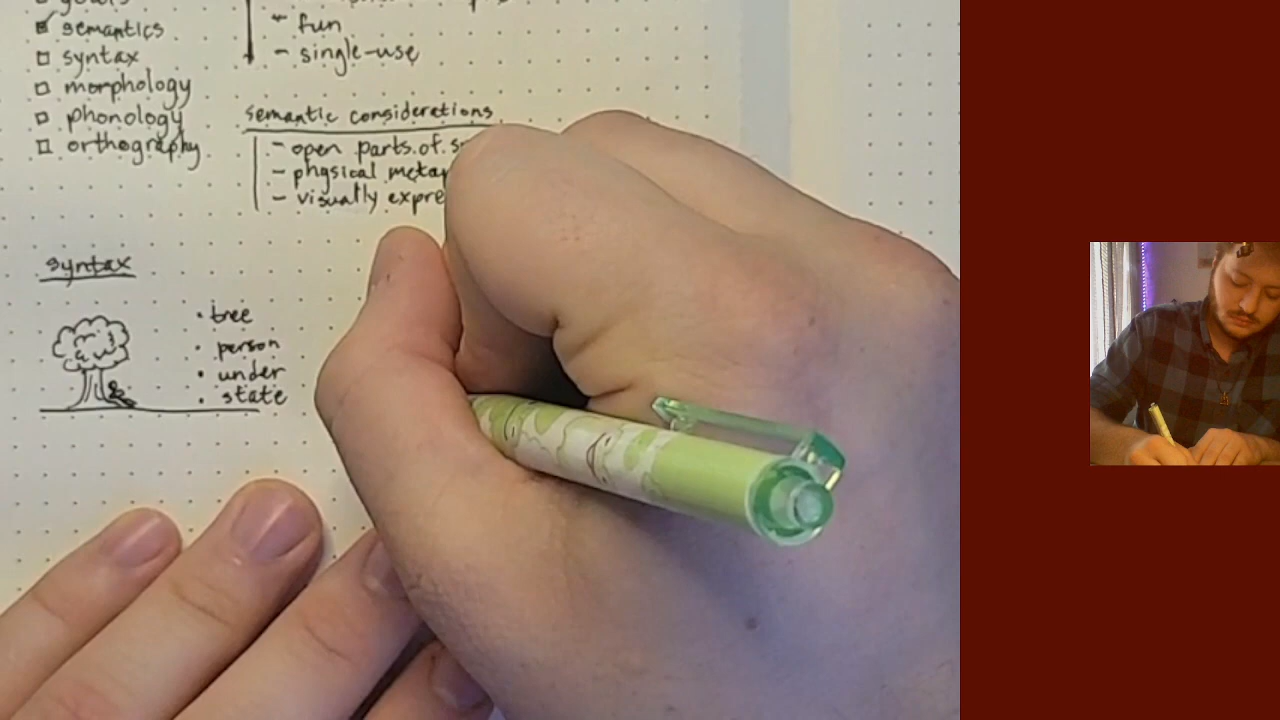 semantics
syntax
morphology
phonology
orthography
- fun
- single-use
semantic considerations
- open parts of
- physical
- visually
syntax
• tree
• person
• under
• state